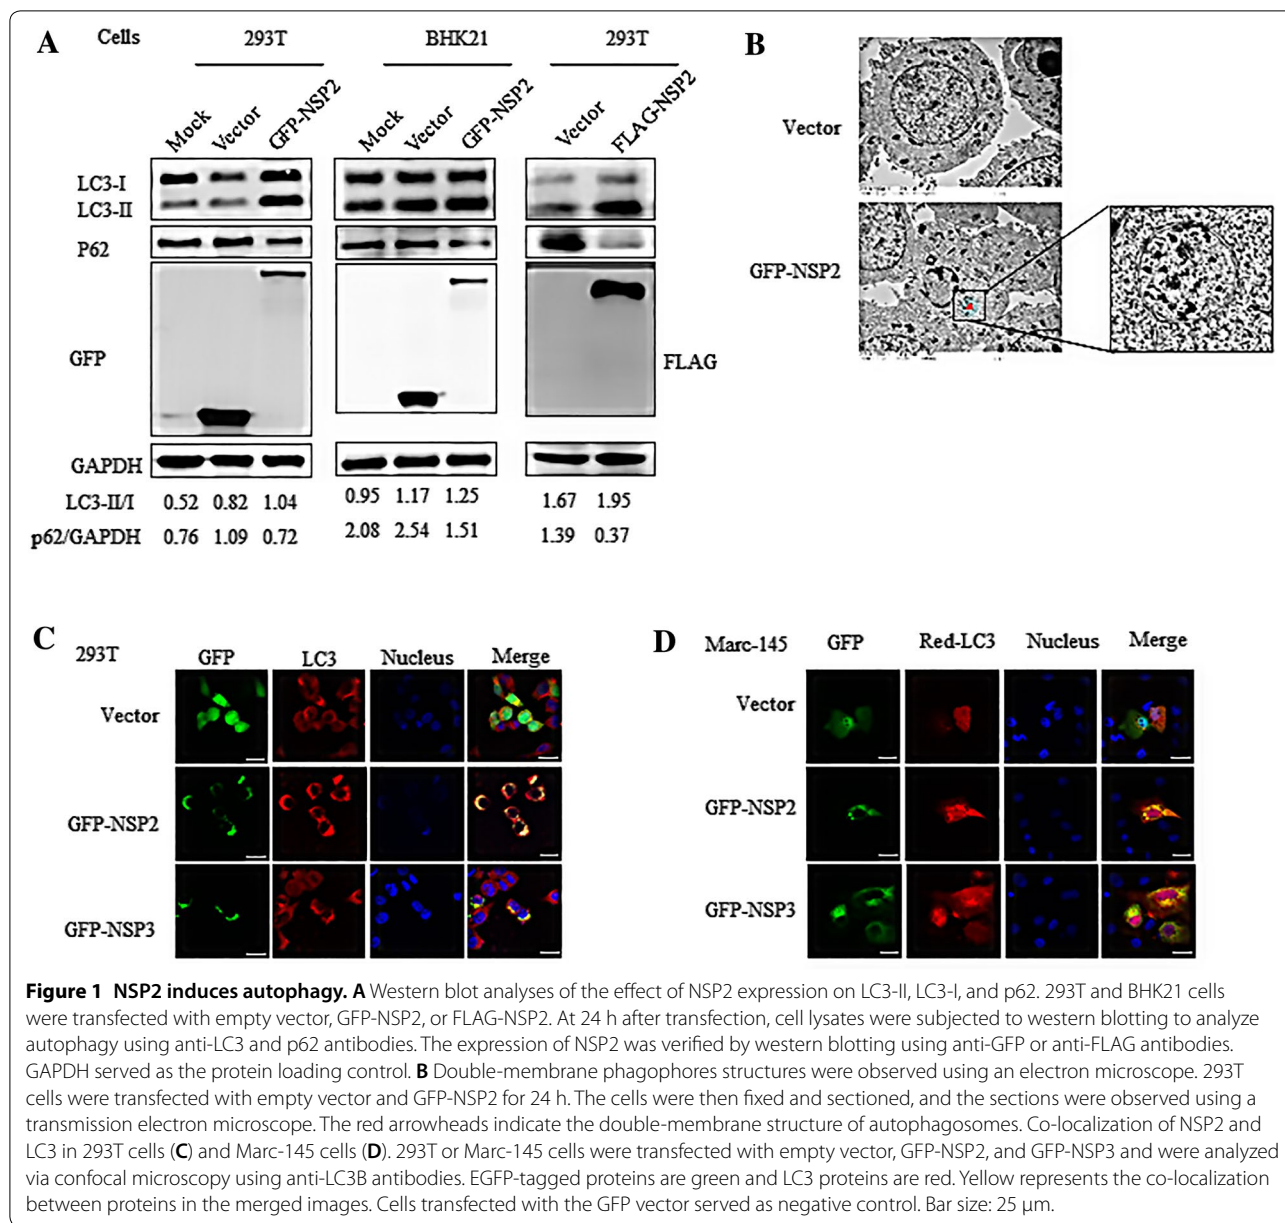 A
Cells
293T
BHK21
293T
Mock
Vector
GFP-NSP2
Mock
Vector
GFP-NSP2
Vector
FLAG-NSP2
LC3-I
LC3-II
P62
GFP
FLAG
GAPDH
LC3-II/I 0.52 0.82 1.04 0.95 1.17 1.25 1.67 1.95
p62/GAPDH 0.76 1.09 0.72 2.08 2.54 1.51 1.39 0.37
B
Vector
GFP-NSP2
C
293T
GFP LC3 Nucleus Merge
Vector
GFP-NSP2
GFP-NSP3
D
Marc-145 GFP Red-LC3 Nucleus Merge
Vector
GFP-NSP2
GFP-NSP3
Figure 1 NSP2 induces autophagy. A Western blot analyses of the effect of NSP2 expression on LC3-II, LC3-I, and p62. 293T and BHK21 cells
were transfected with empty vector, GFP-NSP2, or FLAG-NSP2. At 24 h after transfection, cell lysates were subjected to western blotting to analyze
autophagy using anti-LC3 and p62 antibodies. The expression of NSP2 was verified by western blotting using anti-GFP or anti-FLAG antibodies.
GAPDH served as the protein loading control. B Double-membrane phagophores structures were observed using an electron microscope. 293T
cells were transfected with empty vector and GFP-NSP2 for 24 h. The cells were then fixed and sectioned, and the sections were observed using a
transmission electron microscope. The red arrowheads indicate the double-membrane structure of autophagosomes. Co-localization of NSP2 and
LC3 in 293T cells (C) and Marc-145 cells (D). 293T or Marc-145 cells were transfected with empty vector, GFP-NSP2, and GFP-NSP3 and were analyzed
via confocal microscopy using anti-LC3B antibodies. EGFP-tagged proteins are green and LC3 proteins are red. Yellow represents the co-localization
between proteins in the merged images. Cells transfected with the GFP vector served as negative control. Bar size: 25 μm.